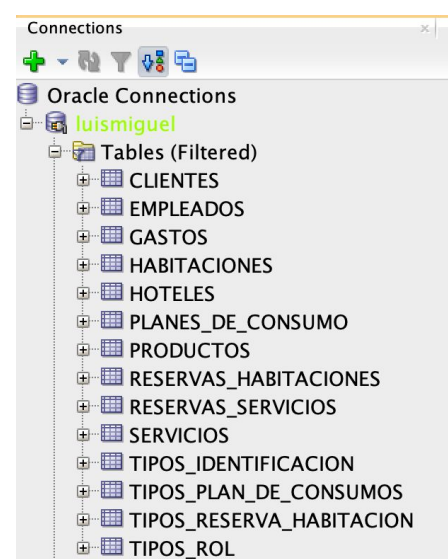 Connections
Oracle Connections
luismiguel
Tables (Filtered)
CLIENTES
EMPLEADOS
GASTOS
HABITACIONES
HOTELES
PLANES_DE_CONSUMO
PRODUCTOS
RESERVAS_HABITACIONES
RESERVAS_SERVICIOS
SERVICIOS
TIPOS_IDENTIFICACION
TIPOS_PLAN_DE_CONSUMOS
TIPOS_RESERVA_HABITACION
TIPOS_ROL